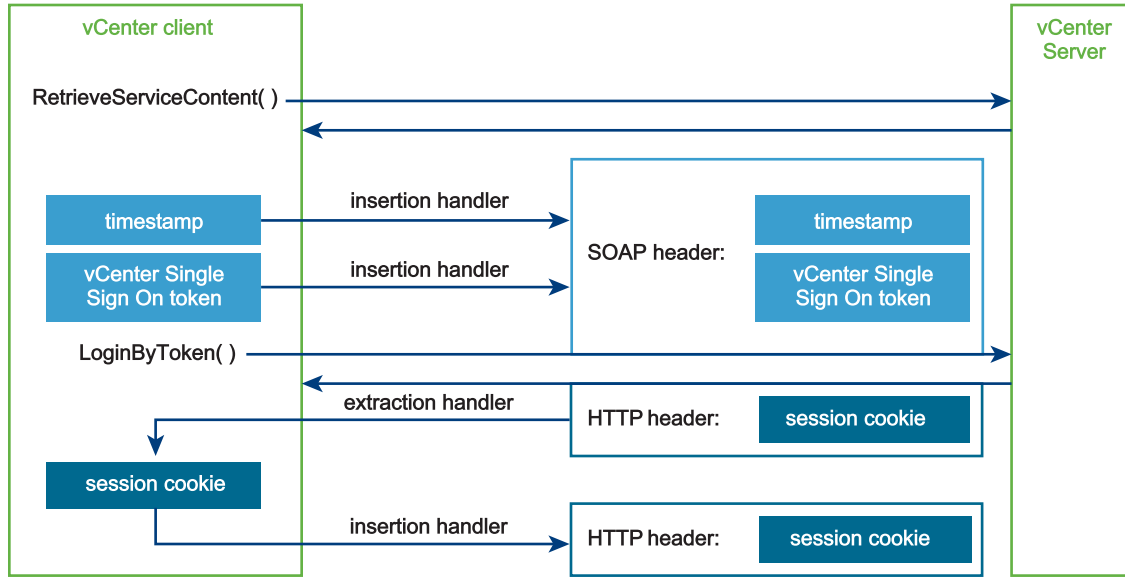 vCenter client
vCenter
Server
RetrieveServiceContent( )
timestamp
insertion handler
SOAP header:
timestamp
vCenter Single
Sign On token
insertion handler
vCenter Single
Sign On token
LoginByToken( )
extraction handler
HTTP header:
session cookie
session cookie
insertion handler
HTTP header:
session cookie